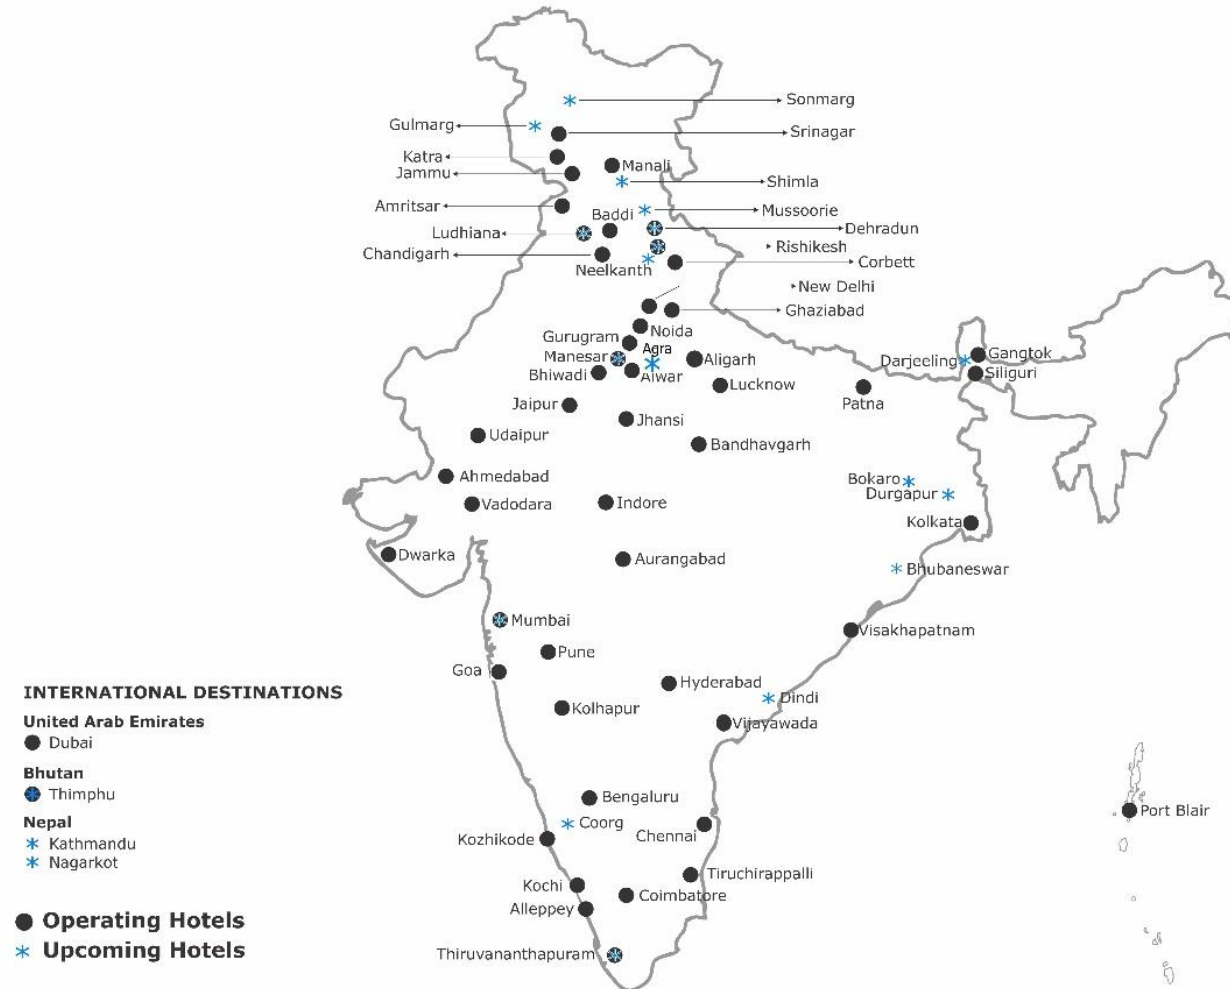 Sonmarg
Gulmarg
Srinagar
Katra
Manali
Jammu
Shimla
Amritsar
Mussoorie
Baddi
Dehradun
Ludhiana
Rishikesh
Chandigarh
Corbett
Neelkanth
New Delhi
Ghaziabad
Noida
Gurugram
Agra
Manesar
Aligarh
Bhiwadi
Alwar
Lucknow
Darjeeling
Gangtok
Siliguri
Patna
Jaipur
Jhansi
Udaipur
Bandhavgarh
Ahmedabad
Bokaro
Durgapur
Vadodara
Indore
Kolkata
Dwarka
Aurangabad
Bhubaneswar
Mumbai
Visakhapatnam
Pune
Goa
Hyderabad
Dindi
Kolhapur
Vijayawada
Bengaluru
Coorg
Chennai
Kozhikode
Port Blair
Tiruchirappalli
Kochi
Coimbatore
Alleppey
Thiruvananthapuram
INTERNATIONAL DESTINATIONS
United Arab Emirates
Dubai
Bhutan
Thimphu
Nepal
Kathmandu
Nagarkot
Operating Hotels
Upcoming Hotels